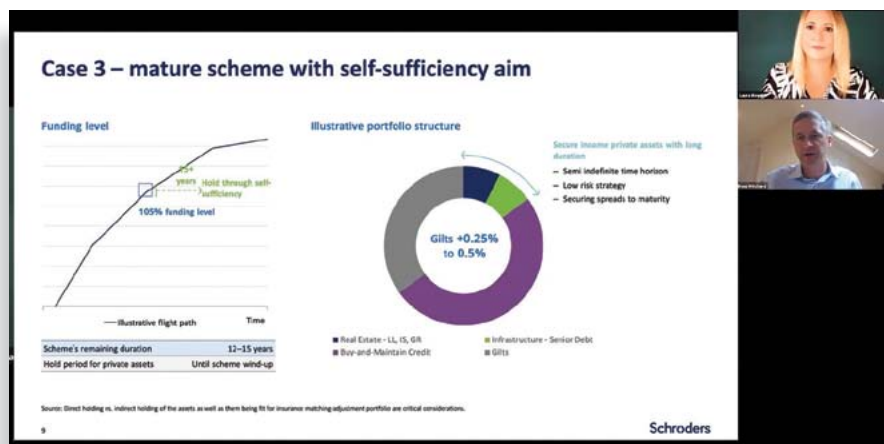 Case 3 – mature scheme with self-sufficiency aim
Funding level
15+
years
Hold through self-
sufficiency
105% funding level
Illustrative flight path
Time
Scheme's remaining duration 12–15 years
Hold period for private assets Until scheme wind-up
Illustrative portfolio structure
Gilts +0.25%
to 0.5%
Secure income private assets with long
duration
– Semi indefinite time horizon
– Low risk strategy
– Securing spreads to maturity
Real Estate - LL, IS, GR
Infrastructure - Senior Debt
Buy-and-Maintain Credit
Gilts
Source: Direct holding vs. indirect holding of the assets as well as them being fit for insurance matching-adjustment portfolio are critical considerations.
9
Schroders